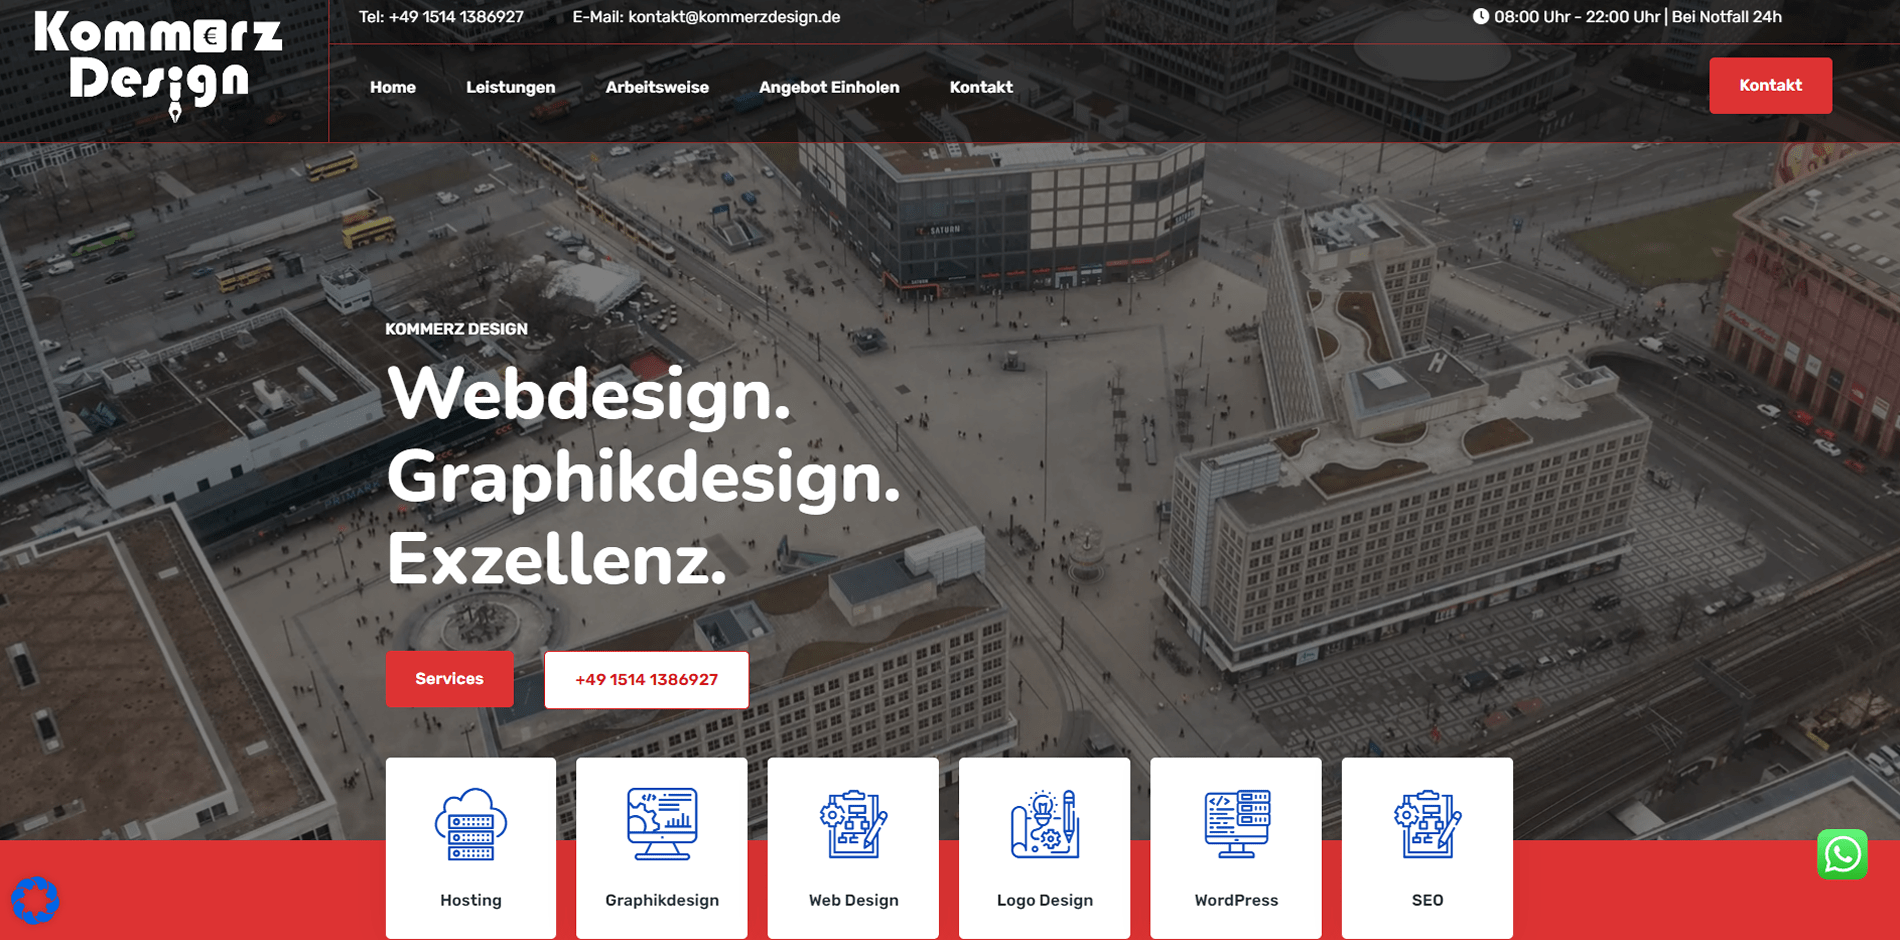 Kommerz
Design
Tel: +49 1514 1386927
E-Mail: kontakt@kommerzdesign.de
08:00 Uhr - 22:00 Uhr | Bei Notfall 24h
Home
Leistungen
Arbeitsweise
Angebot Einholen
Kontakt
Kontakt
SATURN
KOMMERZ DESIGN
Webdesign.
Graphikdesign.
Exzellenz.
Services
+49 1514 1386927
Hosting
Graphikdesign
Web Design
Logo Design
WordPress
SEO